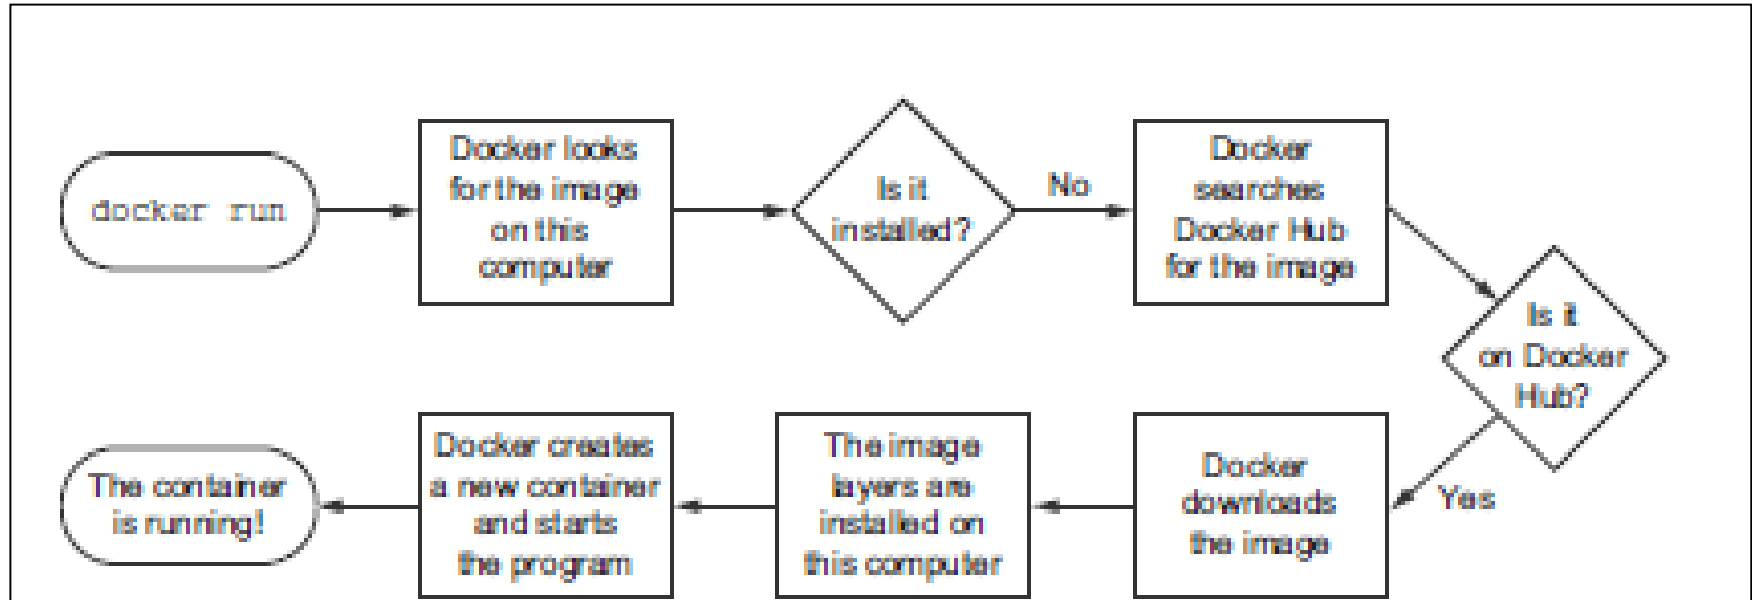 docker run
Docker looks
for the image
on this
computer
Is it
installed?
No
Docker
searches
Docker Hub
for the image
Is it
on Docker
Hub?
Yes
Docker
downloads
the image
The image
layers are
installed on
this computer
Docker creates
a new container
and starts
the program
The container
is running!